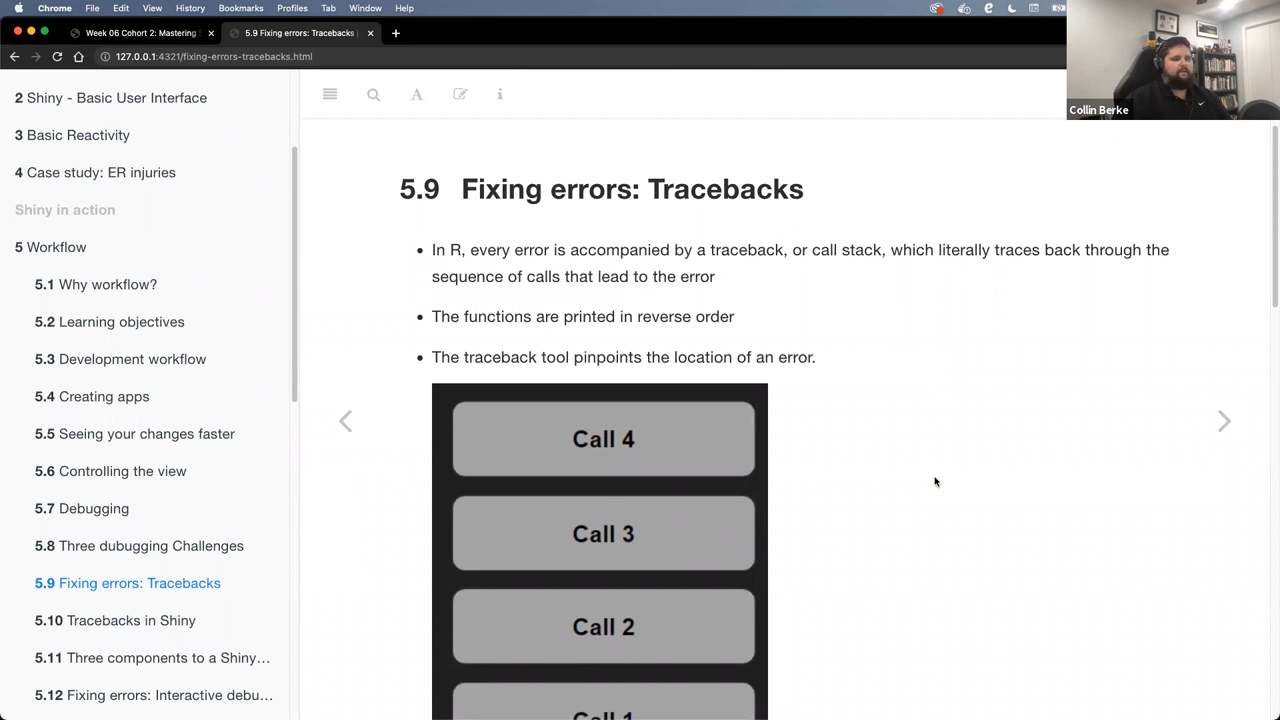 Chrome File Edit View History Bookmarks Profiles Tab Window Help
Week 06 Cohort 2: Mastering S
5.9 Fixing errors: Tracebacks |
127.0.0.1:4321/fixing-errors-tracebacks.html
Collin Berke
2 Shiny - Basic User Interface
3 Basic Reactivity
4 Case study: ER injuries
Shiny in action
5 Workflow
5.1 Why workflow?
5.2 Learning objectives
5.3 Development workflow
5.4 Creating apps
5.5 Seeing your changes faster
5.6 Controlling the view
5.7 Debugging
5.8 Three dubugging Challenges
5.9 Fixing errors: Tracebacks
5.10 Tracebacks in Shiny
5.11 Three components to a Shiny…
5.12 Fixing errors: Interactive debu…
A
i
5.9 Fixing errors: Tracebacks
• In R, every error is accompanied by a traceback, or call stack, which literally traces back through the
sequence of calls that lead to the error
• The functions are printed in reverse order
• The traceback tool pinpoints the location of an error.
Call 4
Call 3
Call 2
Call 1